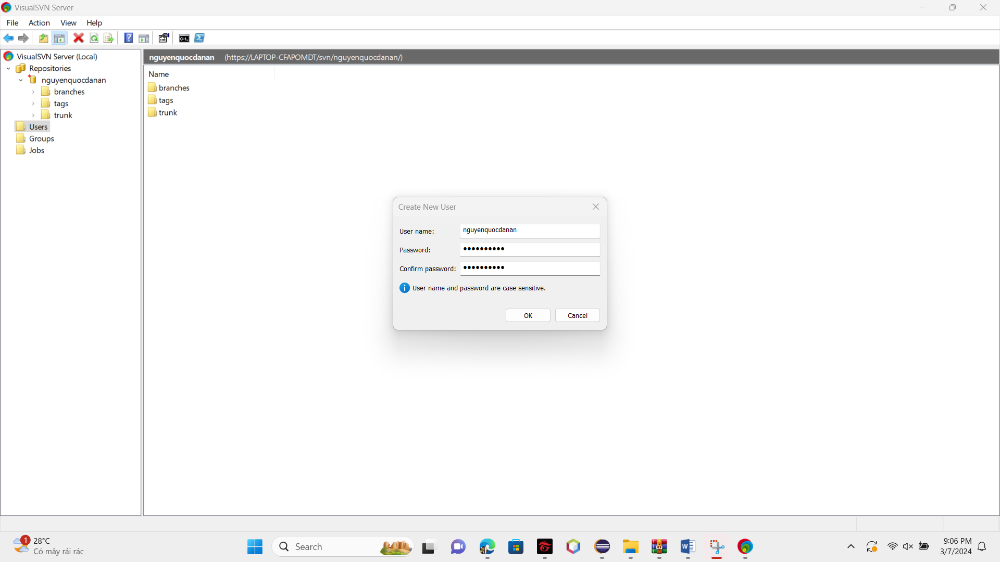 VisualSVN Server
File Action View Help
VisualSVN Server (Local)
Repositories
nguyenquocdanan
branches
tags
trunk
Users
Groups
Jobs
nguyenquocdanan (https://LAPTOP-CFAPOMDT/svn/nguyenquocdanan/)
Name
branches
tags
trunk
Create New User
User name: nguyenquocdanan
Password: ●●●●●●●●●●
Confirm password: ●●●●●●●●●●
User name and password are case sensitive.
OK Cancel
1
28°C
Có mây rải rác
Search
9:06 PM
3/7/2024